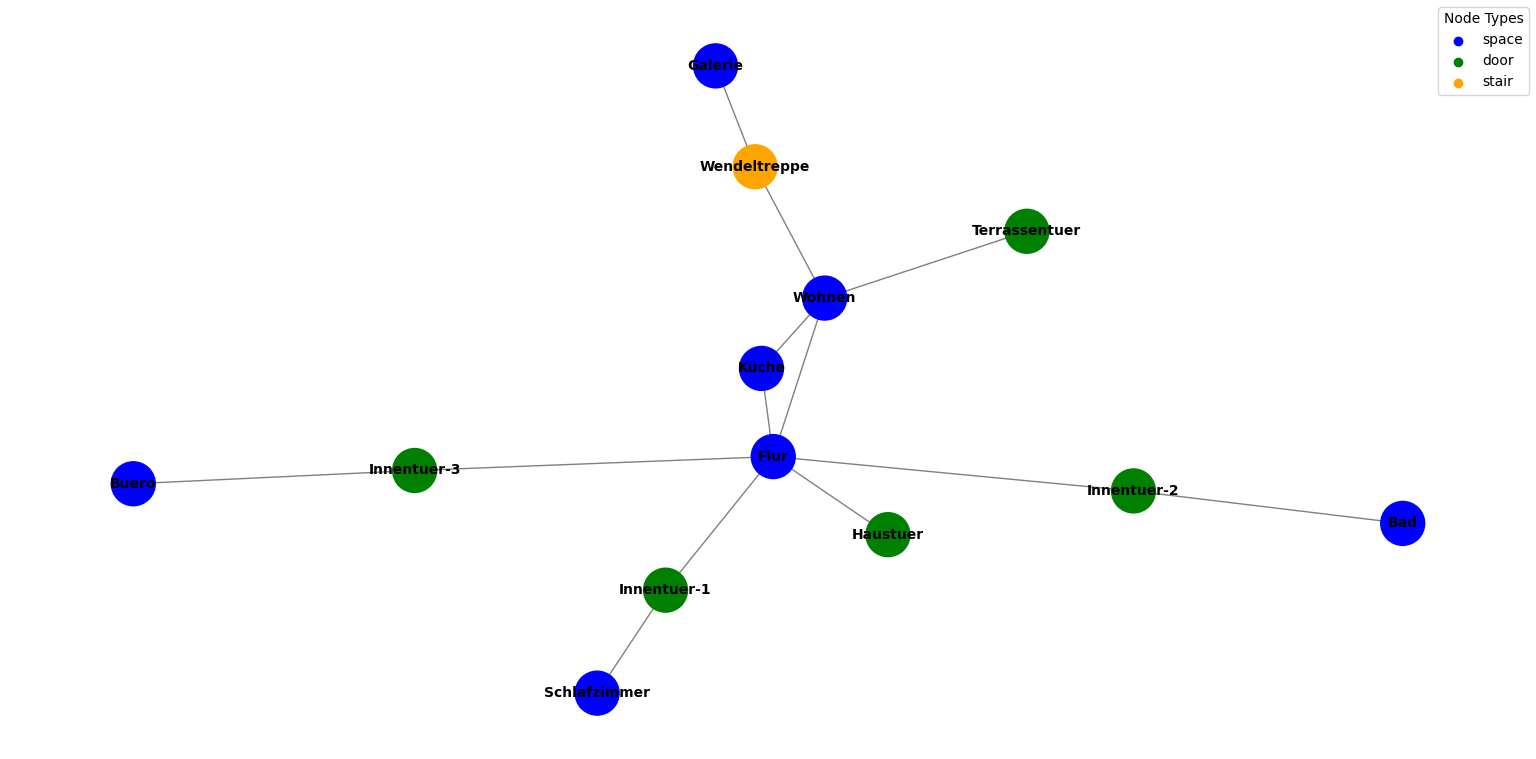 Node Types
space
door
stair
Galerie
Wendeltreppe
Terrassentuer
Wohnen
Küche
Flur
Innentuer-3
Buero
Innentuer-2
Bad
Haustuer
Innentuer-1
Schlafzimmer